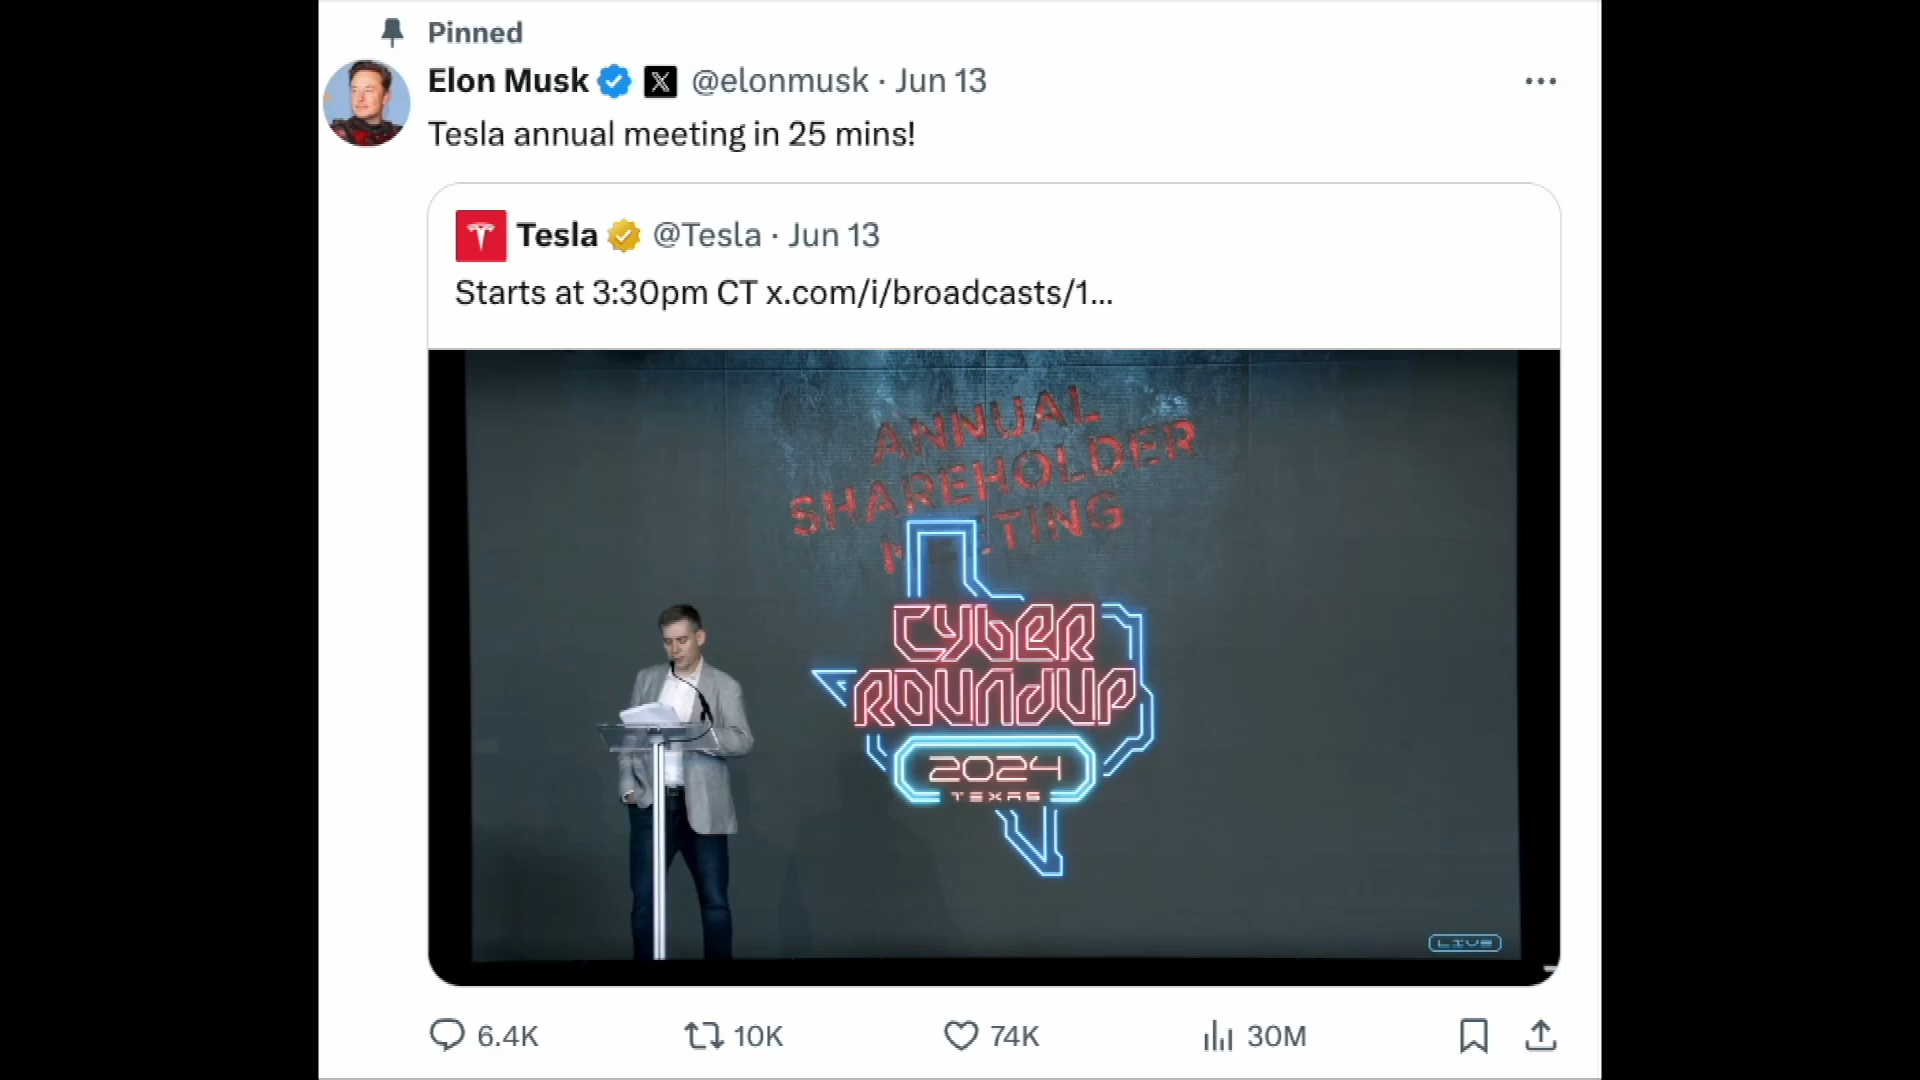 Pinned
Elon Musk @elonmusk · Jun 13
Tesla annual meeting in 25 mins!
Tesla @Tesla · Jun 13
Starts at 3:30pm CT x.com/i/broadcasts/1...
ANNUAL
SHAREHOLDER
MEETING
CYBER
ROUNDUP
2024
TEXAS
LIVE
6.4K 10K 74K 30M